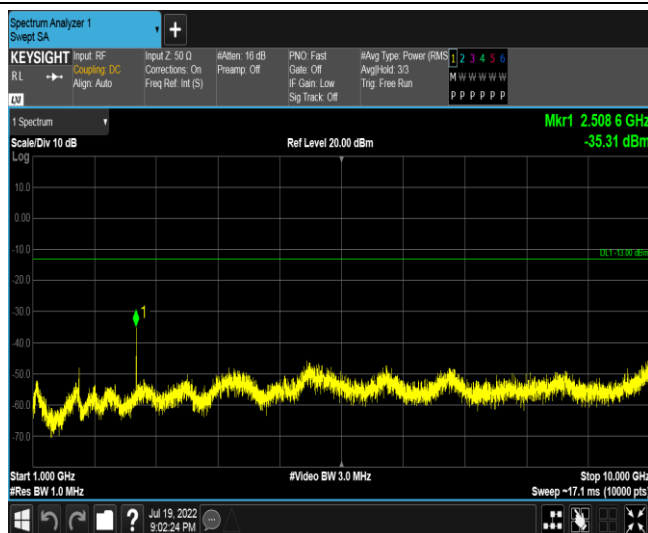 Spectrum Analyzer 1
Swept SA
KEYSIGHT Input: RF Input Z: 50 Ω #Atten: 16 dB PNO: Fast #Avg Type: Power (RMS 1 2 3 4 5 6
RL Coupling: DC Corrections: On Preamp: Off Gate: Off Avg|Hold: 3/3 M W W W W W
Align: Auto Freq Ref: Int (S) IF Gain: Low Trig: Free Run
Sig Track: Off P P P P P P
LXI
1 Spectrum Mkr1 2.508 6 GHz
Scale/Div 10 dB Ref Level 20.00 dBm -35.31 dBm
Log
10.0
0.00
-10.0 DL1 -13.00 dBm
-20.0
-30.0 1
-40.0
-50.0
-60.0
-70.0
Start 1.000 GHz #Video BW 3.0 MHz Stop 10.000 GHz
#Res BW 1.0 MHz Sweep ~17.1 ms (10000 pts)
? Jul 19, 2022
9:02:24 PM